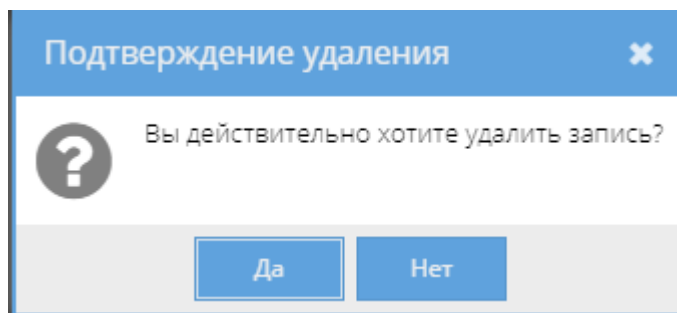 Подтверждение удаления
Вы действительно хотите удалить запись?
Да
Нет